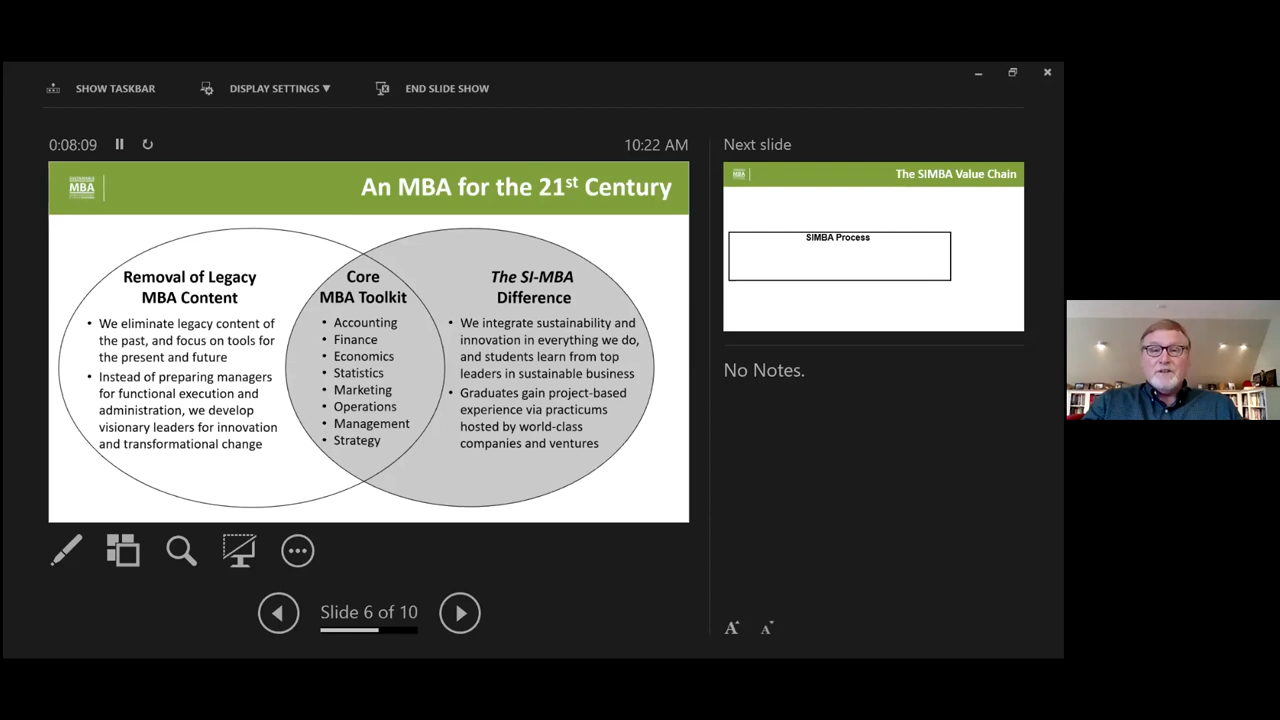 SHOW TASKBAR
DISPLAY SETTINGS ▼
END SLIDE SHOW
0:08:09
10:22 AM
MBA
An MBA for the 21st Century
Removal of Legacy
MBA Content
• We eliminate legacy content of
the past, and focus on tools for
the present and future
• Instead of preparing managers
for functional execution and
administration, we develop
visionary leaders for innovation
and transformational change
Core
MBA Toolkit
• Accounting
• Finance
• Economics
• Statistics
• Marketing
• Operations
• Management
• Strategy
The SI-MBA
Difference
• We integrate sustainability and
innovation in everything we do,
and students learn from top
leaders in sustainable business
• Graduates gain project-based
experience via practicums
hosted by world-class
companies and ventures
Slide 6 of 10
Next slide
MBA
The SIMBA Value Chain
SIMBA Process
No Notes.
A A